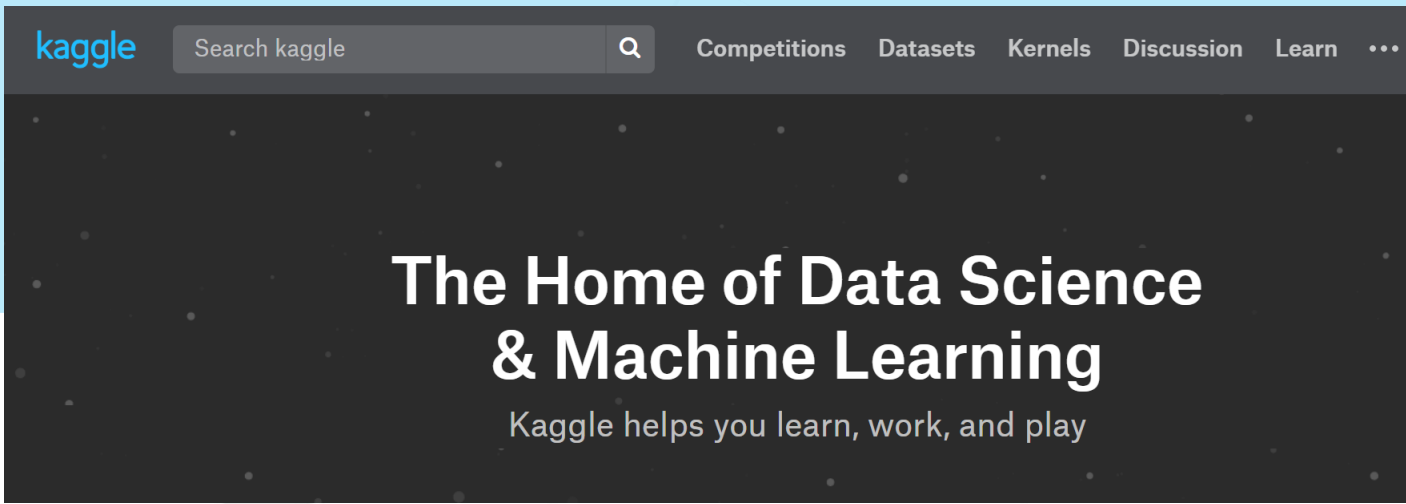 kaggle Search kaggle Competitions Datasets Kernels Discussion Learn •••
The Home of Data Science
& Machine Learning
Kaggle helps you learn, work, and play